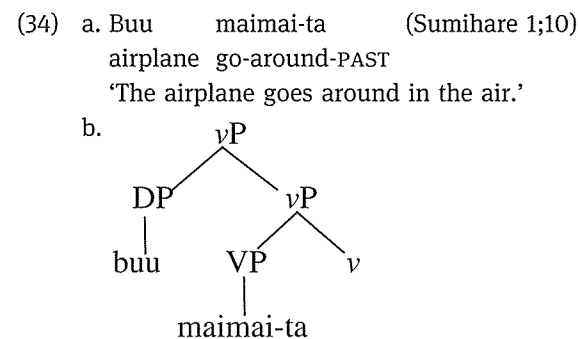 (34) a. Buu maimai-ta (Sumihare 1;10)
airplane go-around-PAST
‘The airplane goes around in the air.’
b.
vP
DP vP
buu VP v
maimai-ta